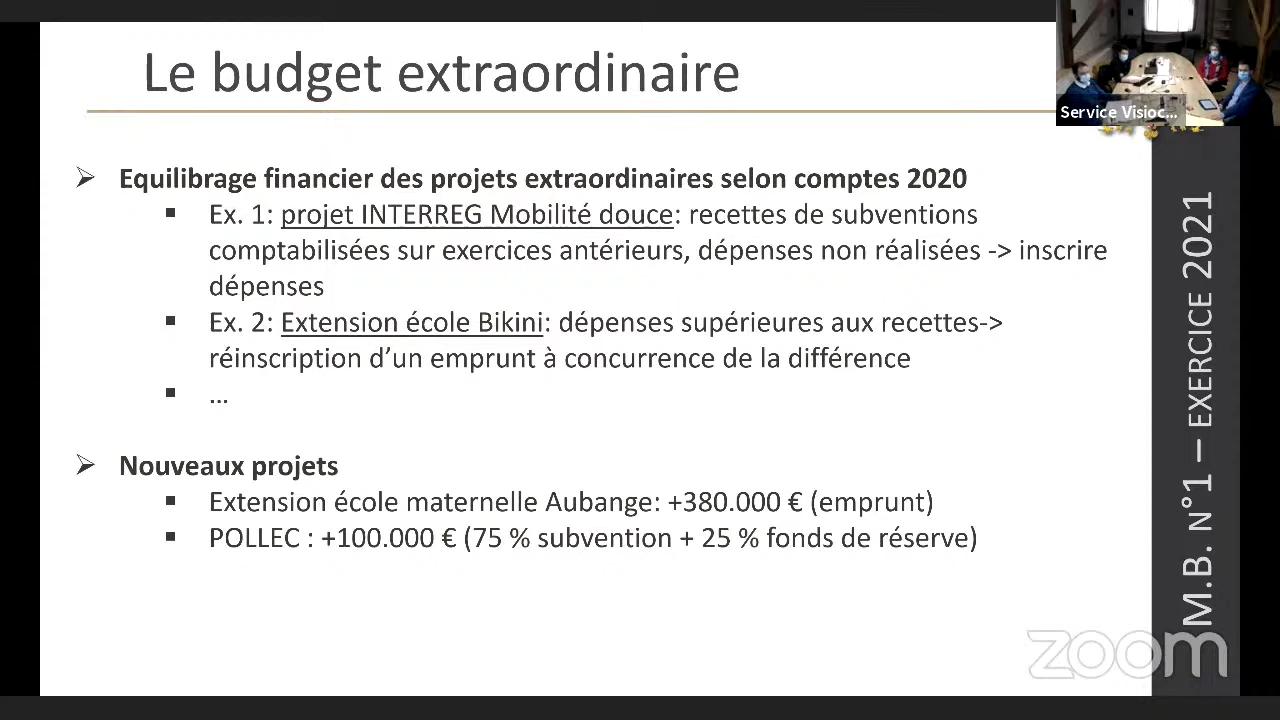 Le budget extraordinaire
Service Visioc...
➢ Equilibrage financier des projets extraordinaires selon comptes 2020
▪ Ex. 1: projet INTERREG Mobilité douce: recettes de subventions
comptabilisées sur exercices antérieurs, dépenses non réalisées -> inscrire
dépenses
▪ Ex. 2: Extension école Bikini: dépenses supérieures aux recettes->
réinscription d’un emprunt à concurrence de la différence
▪ …
➢ Nouveaux projets
▪ Extension école maternelle Aubange: +380.000 € (emprunt)
▪ POLLEC : +100.000 € (75 % subvention + 25 % fonds de réserve)
M.B. N°1 – EXERCICE 2021
zoom